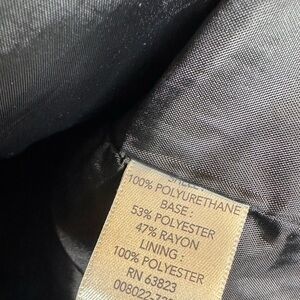 100% POLYURETHANE
BASE :
53% POLYESTER
47% RAYON
LINING :
100% POLYESTER
RN 63823